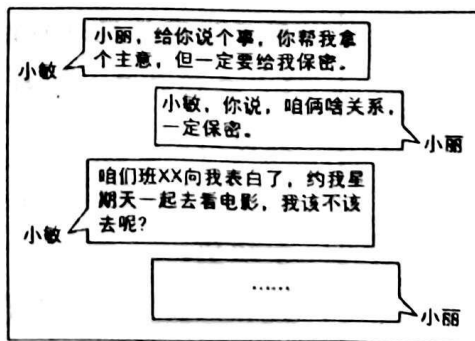 小丽，给你说个事，你帮我拿
个主意，但一定要给我保密。
小敏
小敏，你说，咱俩啥关系，
一定保密。
小丽
咱们班XX向我表白了，约我星
期天一起去看电影，我该不该
去呢?
小敏
……
小丽